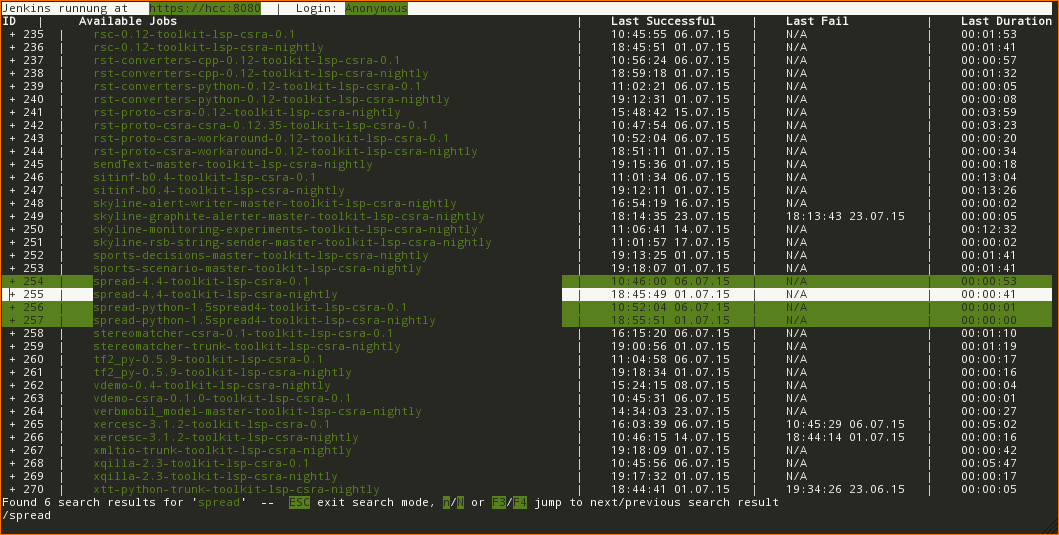 Jenkins runnung at https://hcc:8080 | Login: Anonymous
ID | Available Jobs | Last Successful | Last Fail | Last Duration
+ 235 | rsc-0.12-toolkit-lsp-csra-0.1 | 10:45:55 06.07.15 | N/A | 00:01:53
+ 236 | rsc-0.12-toolkit-lsp-csra-nightly | 18:45:51 01.07.15 | N/A | 00:01:41
+ 237 | rst-converters-cpp-0.12-toolkit-lsp-csra-0.1 | 10:56:24 06.07.15 | N/A | 00:00:57
+ 238 | rst-converters-cpp-0.12-toolkit-lsp-csra-nightly | 18:59:18 01.07.15 | N/A | 00:01:32
+ 239 | rst-converters-python-0.12-toolkit-lsp-csra-0.1 | 11:02:21 06.07.15 | N/A | 00:00:05
+ 240 | rst-converters-python-0.12-toolkit-lsp-csra-nightly | 19:12:31 01.07.15 | N/A | 00:00:08
+ 241 | rst-proto-csra-0.12-toolkit-lsp-csra-nightly | 15:48:42 15.07.15 | N/A | 00:03:59
+ 242 | rst-proto-csra-csra-0.12.35-toolkit-lsp-csra-0.1 | 10:47:54 06.07.15 | N/A | 00:03:23
+ 243 | rst-proto-csra-workaround-0.12-toolkit-lsp-csra-0.1 | 10:52:04 06.07.15 | N/A | 00:00:20
+ 244 | rst-proto-csra-workaround-0.12-toolkit-lsp-csra-nightly | 18:51:11 01.07.15 | N/A | 00:00:34
+ 245 | sendText-master-toolkit-lsp-csra-nightly | 19:15:36 01.07.15 | N/A | 00:00:18
+ 246 | sitinf-b0.4-toolkit-lsp-csra-0.1 | 11:01:34 06.07.15 | N/A | 00:13:04
+ 247 | sitinf-b0.4-toolkit-lsp-csra-nightly | 19:12:11 01.07.15 | N/A | 00:13:26
+ 248 | skyline-alert-writer-master-toolkit-lsp-csra-nightly | 16:54:19 16.07.15 | N/A | 00:00:02
+ 249 | skyline-graphite-alerter-master-toolkit-lsp-csra-nightly | 18:14:35 23.07.15 | 18:13:43 23.07.15 | 00:00:05
+ 250 | skyline-monitoring-experiments-toolkit-lsp-csra-nightly | 11:06:41 14.07.15 | N/A | 00:12:32
+ 251 | skyline-rsb-string-sender-master-toolkit-lsp-csra-nightly | 11:01:57 17.07.15 | N/A | 00:00:02
+ 252 | sports-decisions-master-toolkit-lsp-csra-nightly | 19:13:25 01.07.15 | N/A | 00:01:41
+ 253 | sports-scenario-master-toolkit-lsp-csra-nightly | 19:18:07 01.07.15 | N/A | 00:01:41
+ 254 | spread-4.4-toolkit-lsp-csra-0.1 | 10:46:00 06.07.15 | N/A | 00:00:53
+ 255 | spread-4.4-toolkit-lsp-csra-nightly | 18:45:49 01.07.15 | N/A | 00:00:41
+ 256 | spread-python-1.5spread4-toolkit-lsp-csra-0.1 | 10:52:04 06.07.15 | N/A | 00:00:01
+ 257 | spread-python-1.5spread4-toolkit-lsp-csra-nightly | 18:55:51 01.07.15 | N/A | 00:00:00
+ 258 | stereomatcher-csra-0.1-toolkit-lsp-csra-0.1 | 16:15:20 06.07.15 | N/A | 00:01:10
+ 259 | stereomatcher-trunk-toolkit-lsp-csra-nightly | 19:00:56 01.07.15 | N/A | 00:01:19
+ 260 | tf2_py-0.5.9-toolkit-lsp-csra-0.1 | 11:04:58 06.07.15 | N/A | 00:00:17
+ 261 | tf2_py-0.5.9-toolkit-lsp-csra-nightly | 19:18:34 01.07.15 | N/A | 00:00:16
+ 262 | vdemo-0.4-toolkit-lsp-csra-nightly | 15:24:15 08.07.15 | N/A | 00:00:04
+ 263 | vdemo-csra-0.1.0-toolkit-lsp-csra-0.1 | 10:45:31 06.07.15 | N/A | 00:00:01
+ 264 | verbmobil_model-master-toolkit-lsp-csra-nightly | 14:34:03 23.07.15 | N/A | 00:00:27
+ 265 | xercesc-3.1.2-toolkit-lsp-csra-0.1 | 16:03:39 06.07.15 | 10:45:29 06.07.15 | 00:05:02
+ 266 | xercesc-3.1.2-toolkit-lsp-csra-nightly | 10:46:15 14.07.15 | 18:44:14 01.07.15 | 00:00:16
+ 267 | xmltio-trunk-toolkit-lsp-csra-nightly | 19:18:09 01.07.15 | N/A | 00:00:42
+ 268 | xqilla-2.3-toolkit-lsp-csra-0.1 | 10:45:56 06.07.15 | N/A | 00:05:47
+ 269 | xqilla-2.3-toolkit-lsp-csra-nightly | 19:17:32 01.07.15 | N/A | 00:00:17
+ 270 | xtt-python-trunk-toolkit-lsp-csra-nightly | 18:44:41 01.07.15 | 19:34:26 23.06.15 | 00:00:05
Found 6 search results for 'spread' -- ESC exit search mode, n/N or F3/F4 jump to next/previous search result
/spread